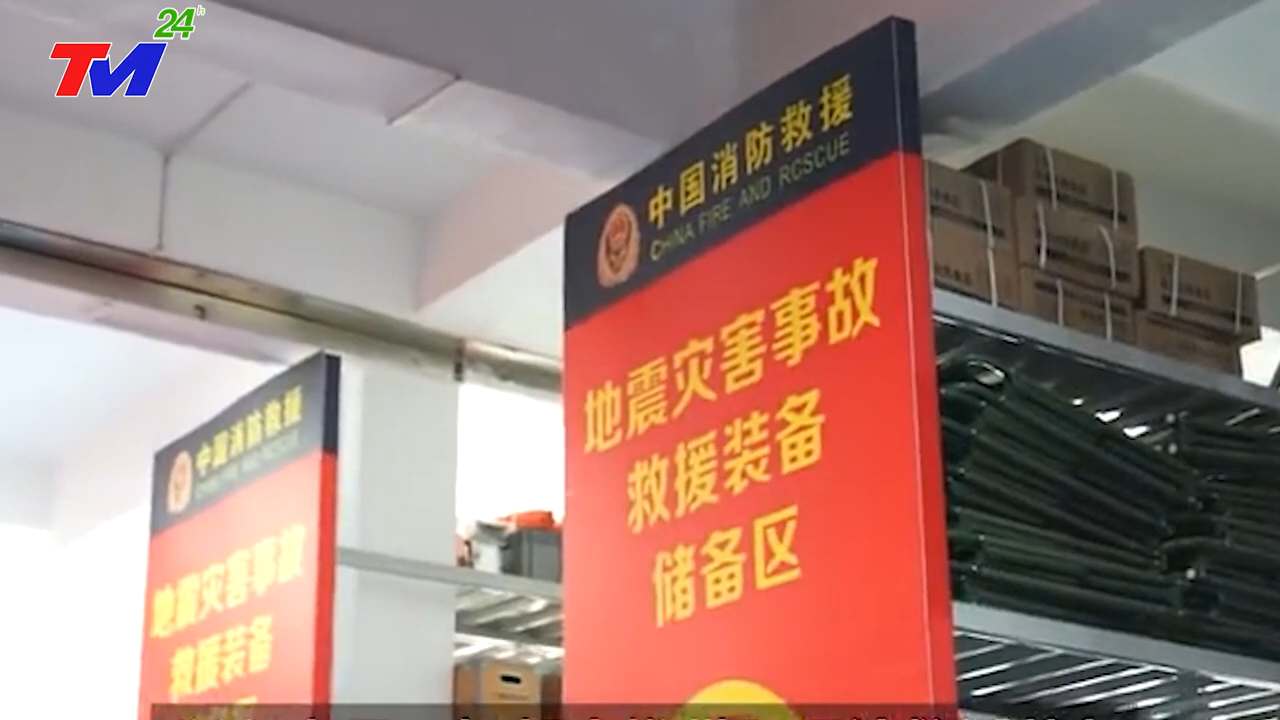 TM 24h
中国消防救援
CHINA FIRE AND RCSCUE
地震灾害事故
救援装备
储备区
中国消防救援
地震灾害事故
救援装备